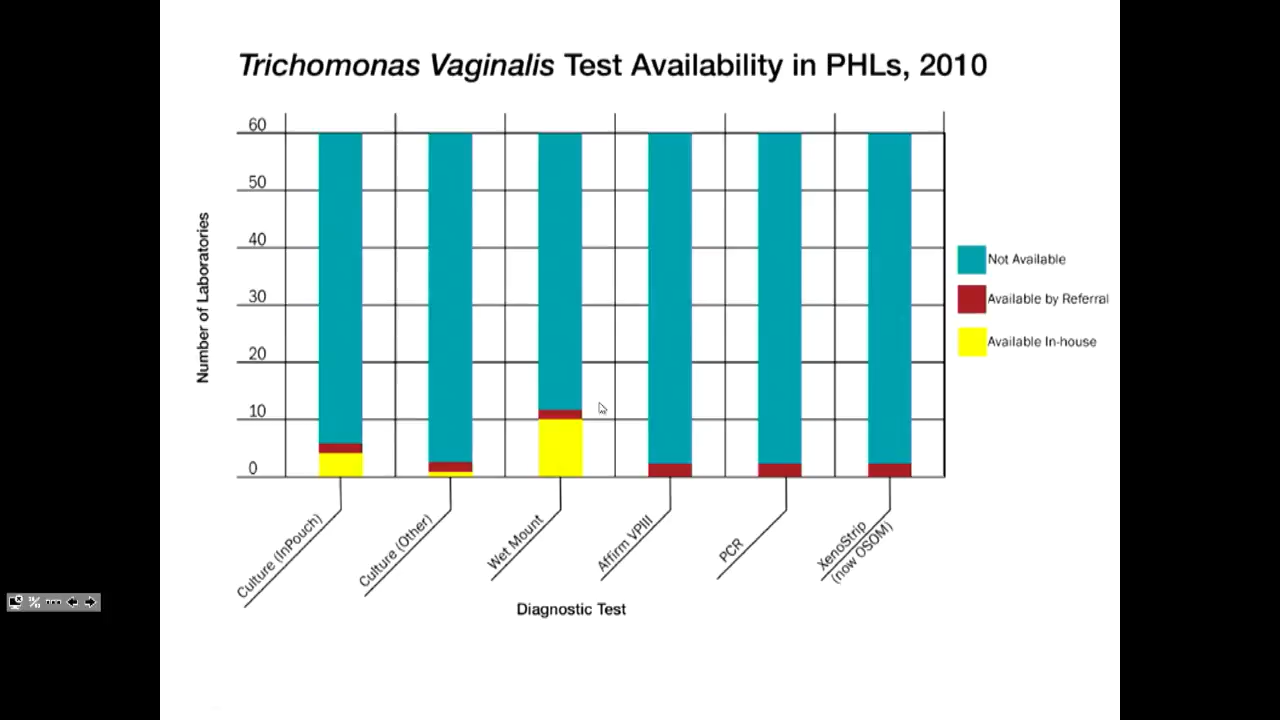 Trichomonas Vaginalis Test Availability in PHLs, 2010
60
50
40
30
20
10
0
Number of Laboratories
Not Available
Available by Referral
Available In-house
Culture (InPouch)
Culture (Other)
Wet Mount
Affirm VPIII
PCR
XenoStrip
(now OSOM)
Diagnostic Test